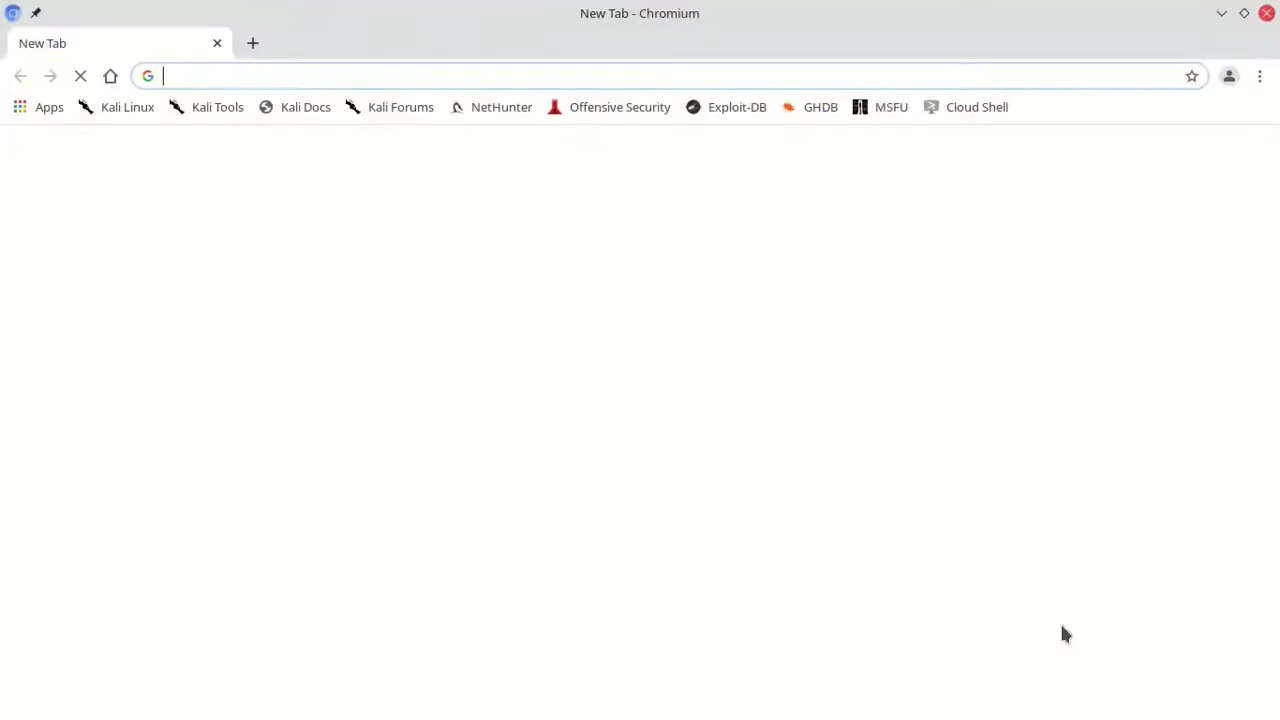 New Tab - Chromium
New Tab
Apps Kali Linux Kali Tools Kali Docs Kali Forums NetHunter Offensive Security Exploit-DB GHDB MSFU Cloud Shell